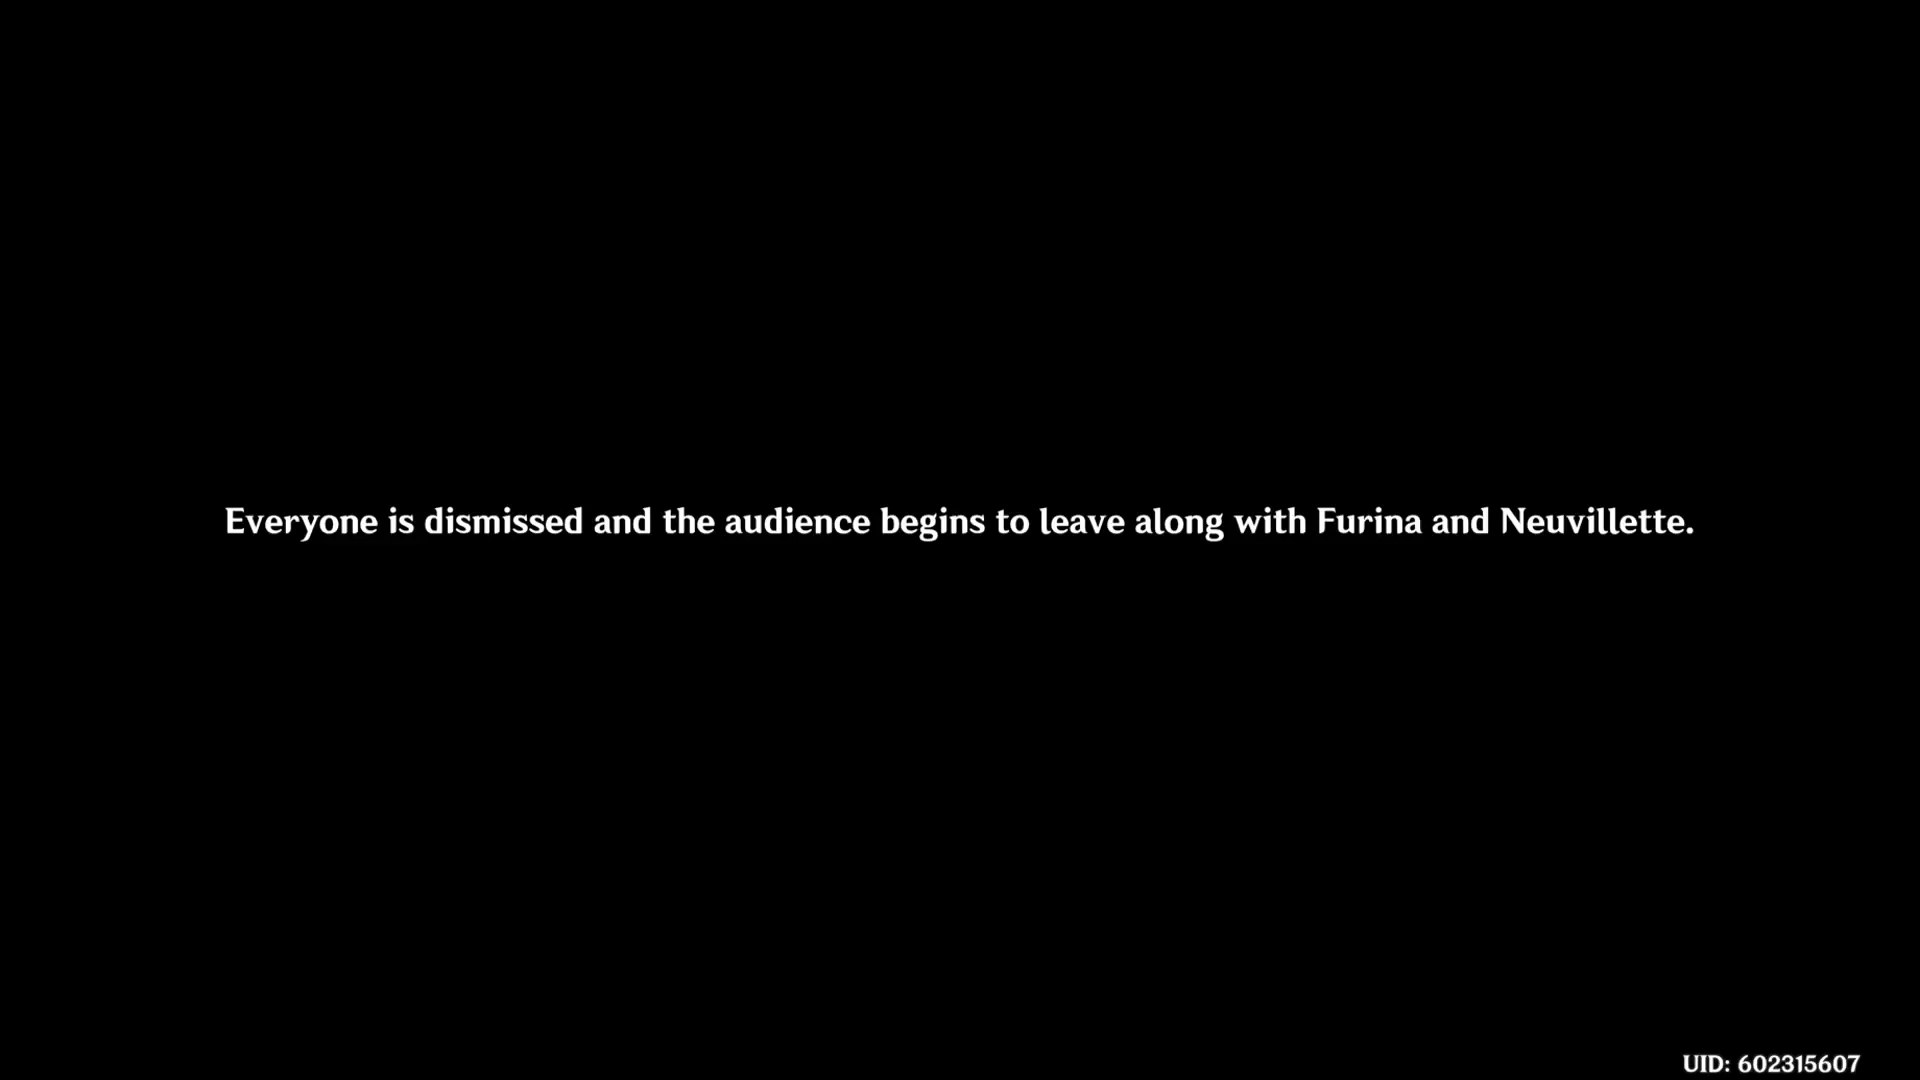 Everyone is dismissed and the audience begins to leave along with Furina and Neuvillette.
UID: 602315607